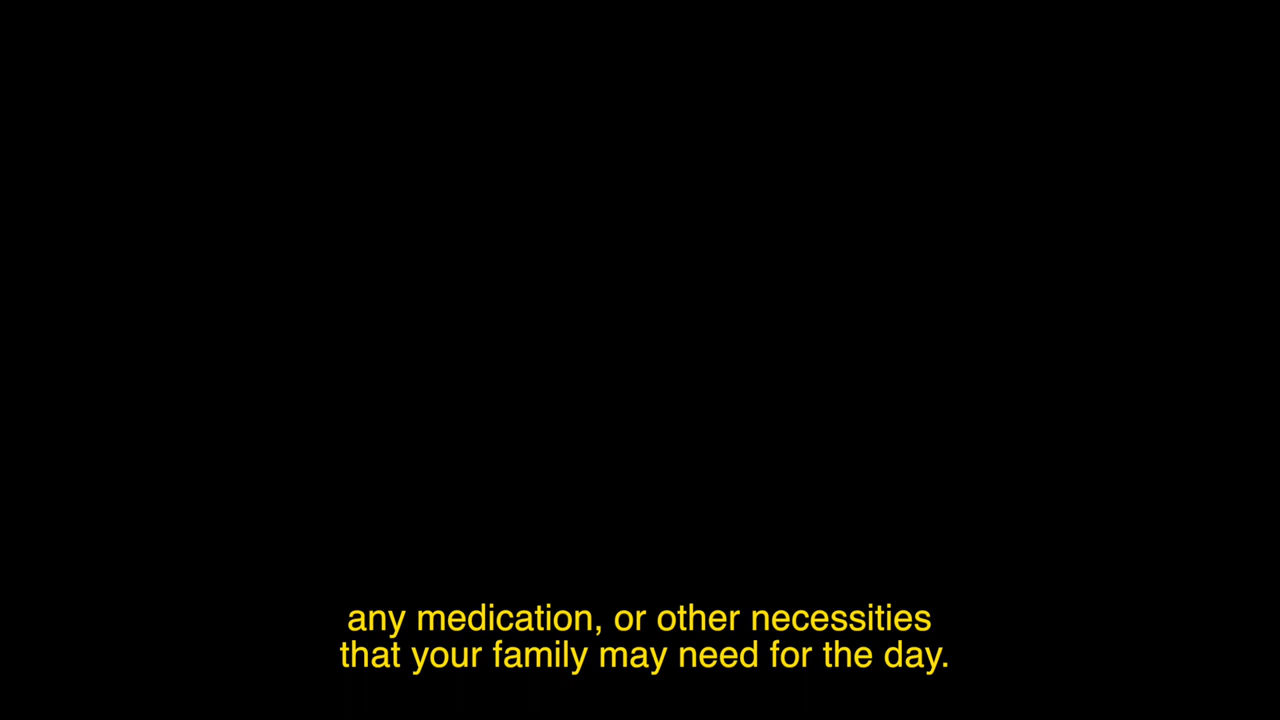 any medication, or other necessities
that your family may need for the day.